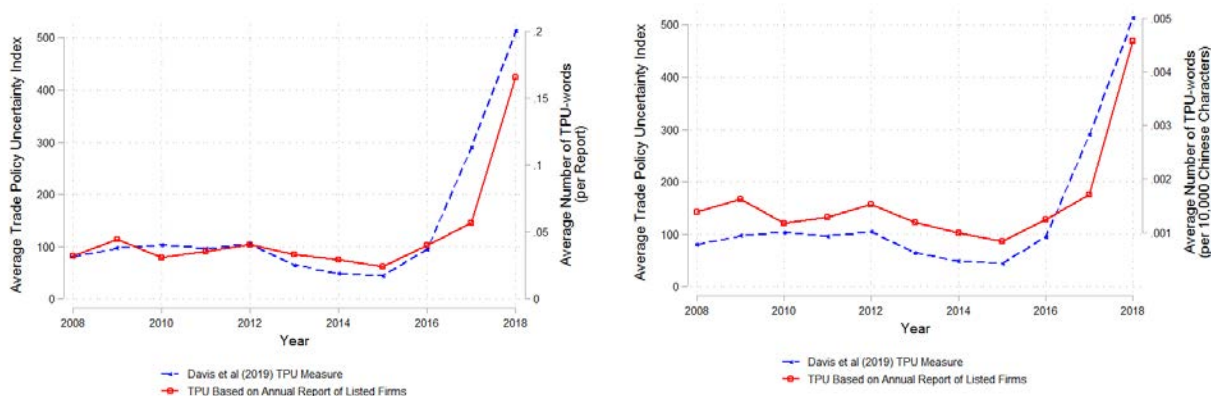 Average Trade Policy Uncertainty Index
500
400
300
200
100
0
.2
.15
.1
.05
0
Average Number of TPU-words
(per Report)
2008
2010
2012
2014
2016
2018
Year
Davis et al (2019) TPU Measure
TPU Based on Annual Report of Listed Firms
Average Trade Policy Uncertainty Index
500
400
300
200
100
0
.005
.004
.003
.002
.001
Average Number of TPU-words
(per 10,000 Chinese Characters)
2008
2010
2012
2014
2016
2018
Year
Davis et al (2019) TPU Measure
TPU Based on Annual Report of Listed Firms